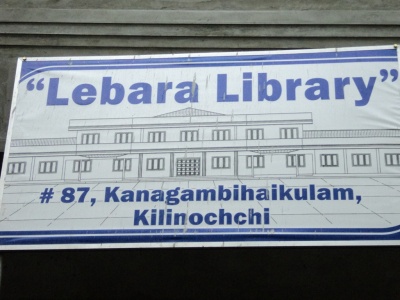 “Lebara Library”
# 87, Kanagambihaikulam,
Kilinochchi